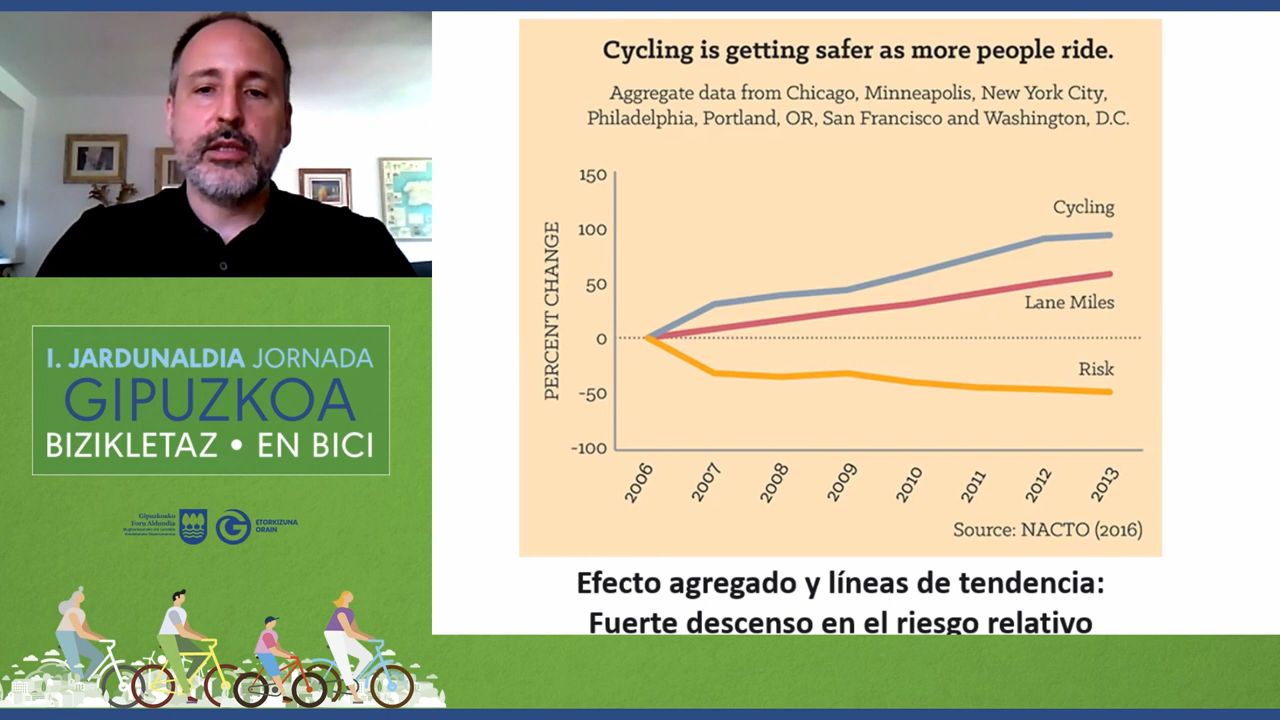 Cycling is getting safer as more people ride.
Aggregate data from Chicago, Minneapolis, New York City,
Philadelphia, Portland, OR, San Francisco and Washington, D.C.
PERCENT CHANGE
150
100
50
0
-50
-100
Cycling
Lane Miles
Risk
2006
2007
2008
2009
2010
2011
2012
2013
Source: NACTO (2016)
Efecto agregado y líneas de tendencia:
Fuerte descenso en el riesgo relativo
I. JARDUNALDIA JORNADA
GIPUZKOA
BIZIKLETAZ • EN BICI
Gipuzkoako
Foru Aldundia
ETORKIZUNA
ORAIN